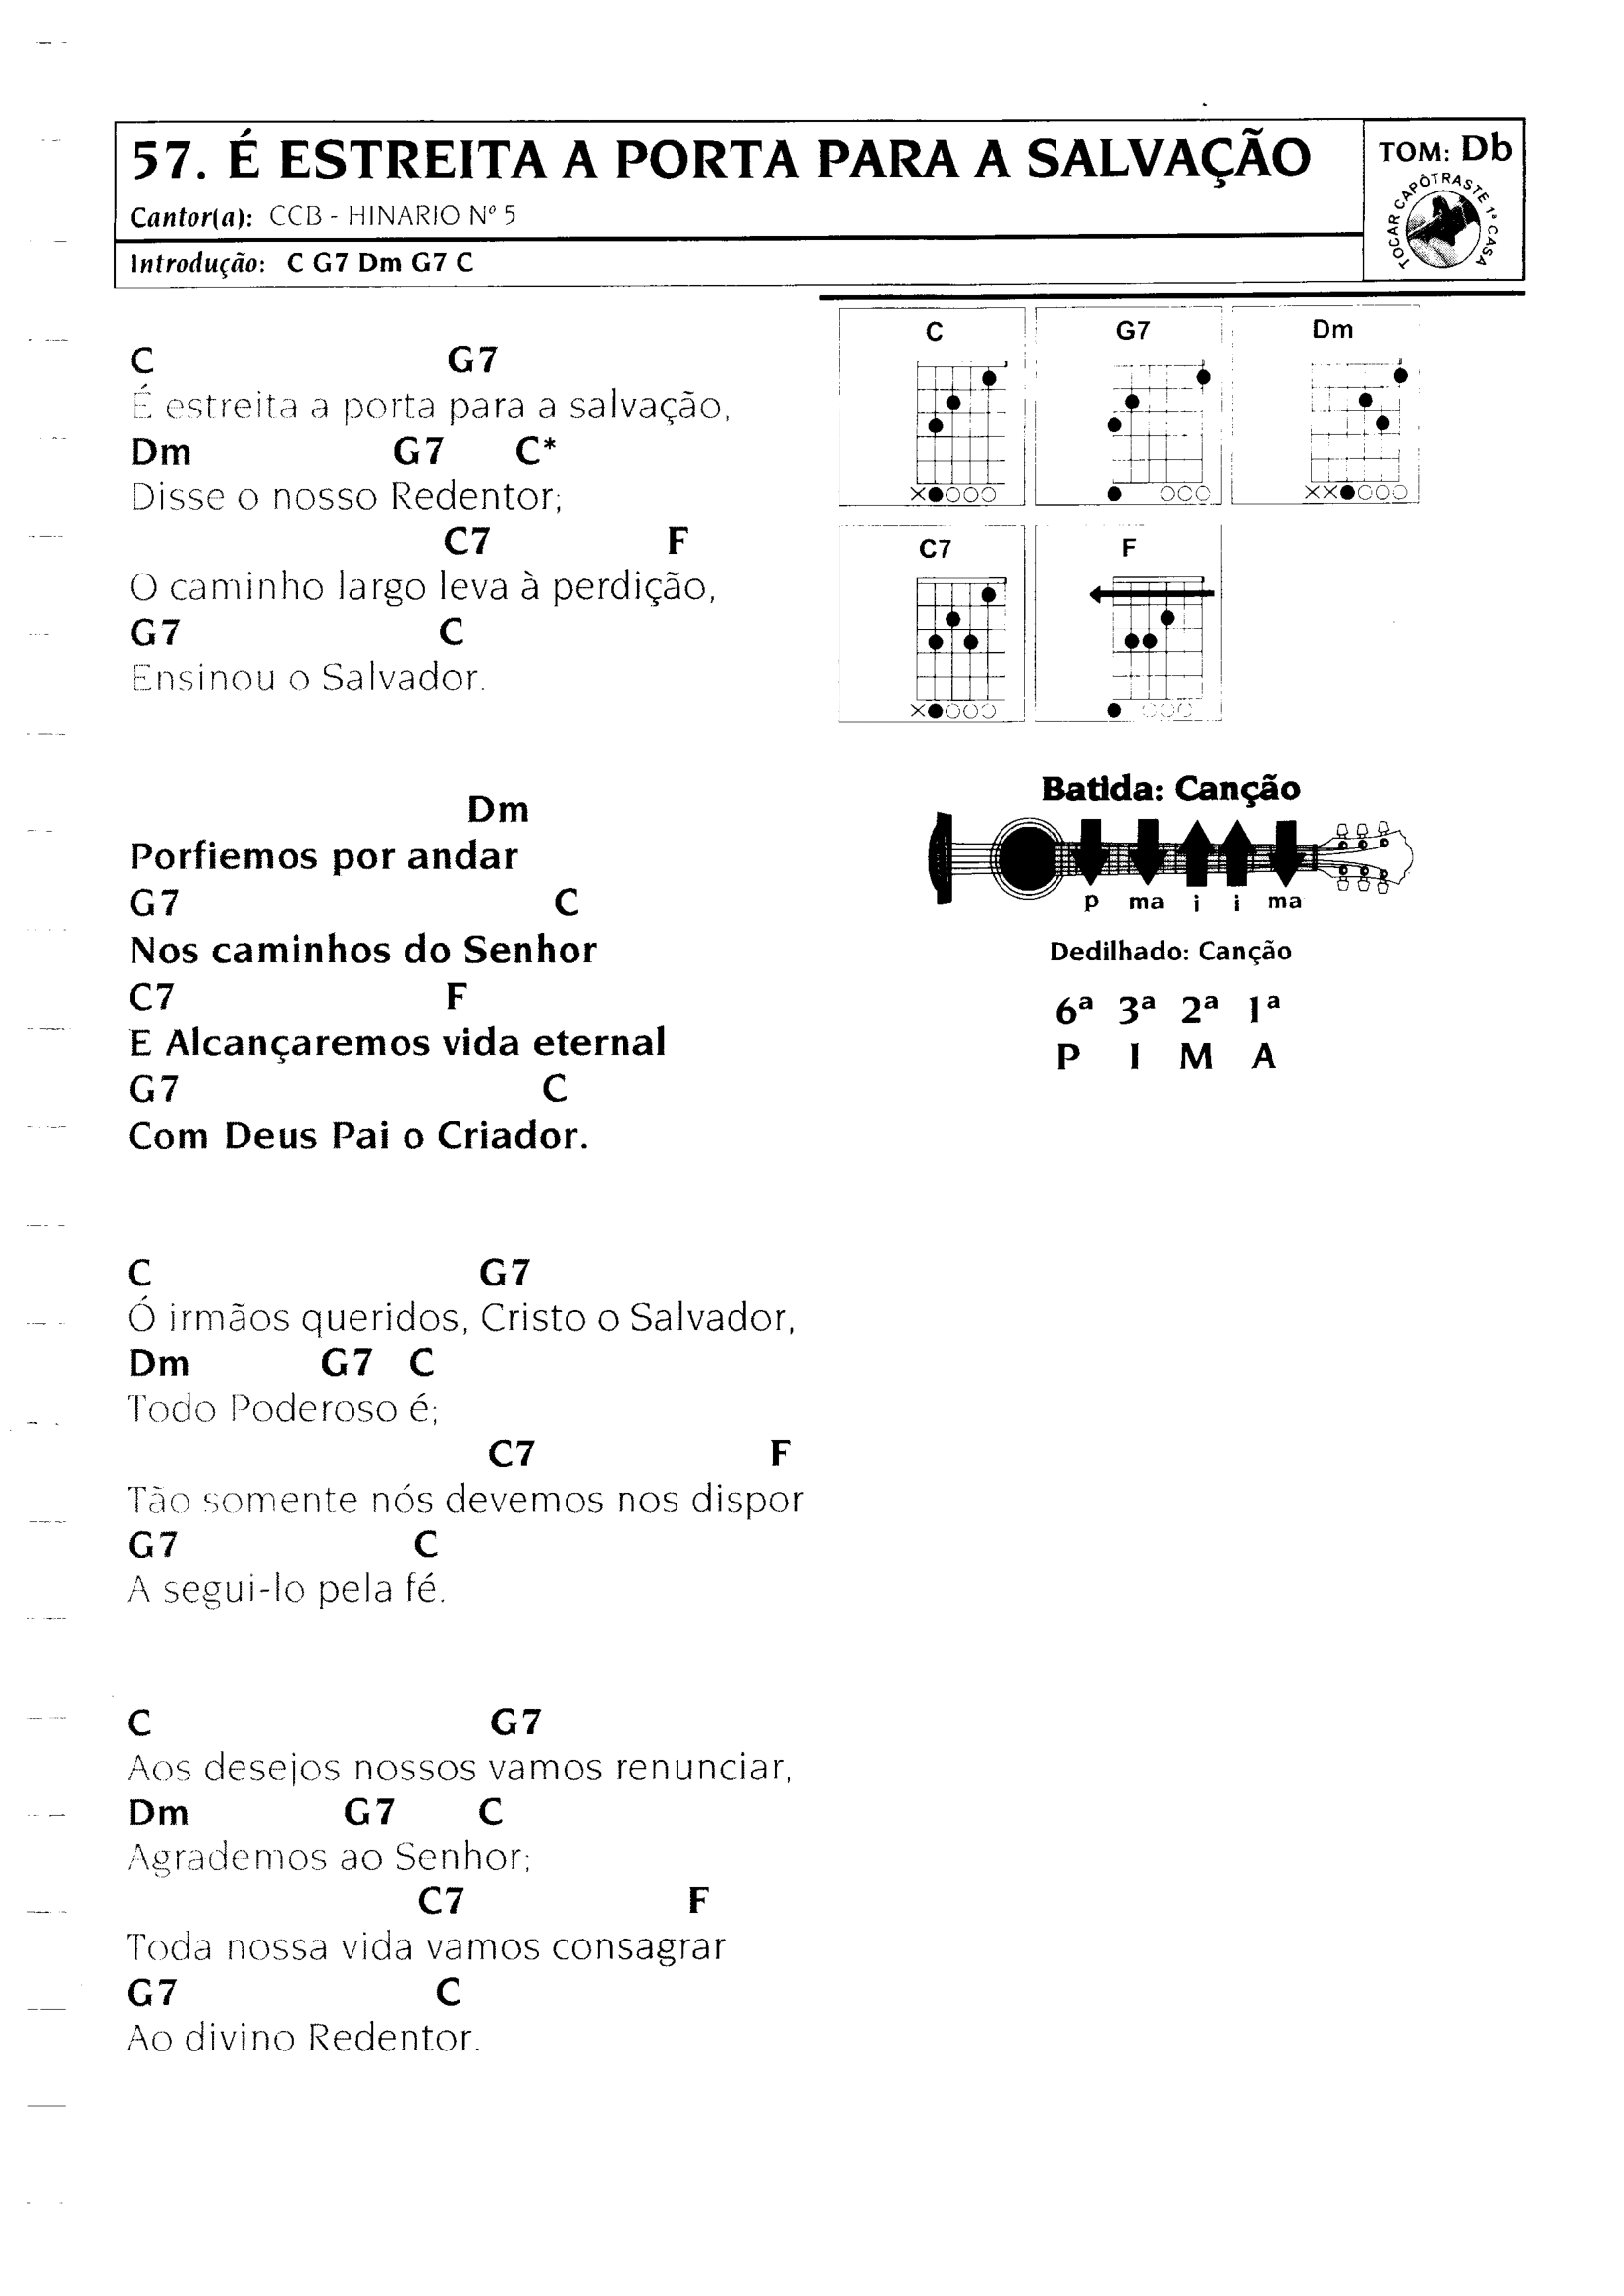 57. É ESTREITA A PORTA PARA A SALVAÇÃO
Cantor(a): CCB - HINARIO Nº 5
Introdução: C G7 Dm G7 C
TOM: Db
TOCAR CAPÔTRASTE 1ª CASA
C G7
É estreita a porta para a salvação,
Dm G7 C*
Disse o nosso Redentor;
C7 F
O caminho largo leva à perdição,
G7 C
Ensinou o Salvador.
Dm
Porfiemos por andar
G7 C
Nos caminhos do Senhor
C7 F
E Alcançaremos vida eternal
G7 C
Com Deus Pai o Criador.
C G7
Ó irmãos queridos, Cristo o Salvador,
Dm G7 C
Todo Poderoso é;
C7 F
Tão somente nós devemos nos dispor
G7 C
A segui-lo pela fé.
C G7
Aos desejos nossos vamos renunciar,
Dm G7 C
Agrademos ao Senhor;
C7 F
Toda nossa vida vamos consagrar
G7 C
Ao divino Redentor.
C G7 Dm
C7 F
Batida: Canção
p ma i i ma
Dedilhado: Canção
6ª 3ª 2ª 1ª
P I M A